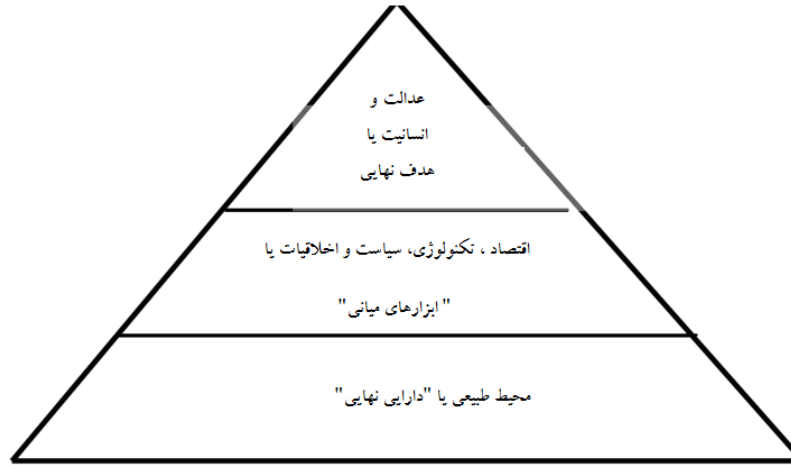 عدالت و
انسانیت یا
هدف نهایی
اقتصاد ، تکنولوژی، سیاست و اخلاقیات یا
"ابزارهای میانی"
محیط طبیعی یا "دارایی نهایی"